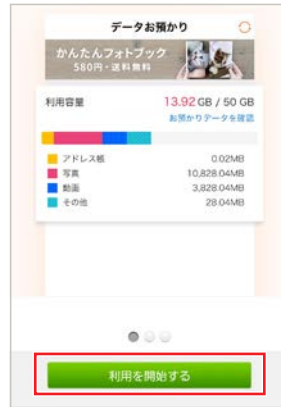 データお預かり
かんたんフォトブック
580円・送料無料
利用容量 13.92 GB / 50 GB
お預かりデータを確認
アドレス帳 0.02MB
写真 10,828.04MB
動画 3,828.04MB
その他 28.04MB
利用を開始する